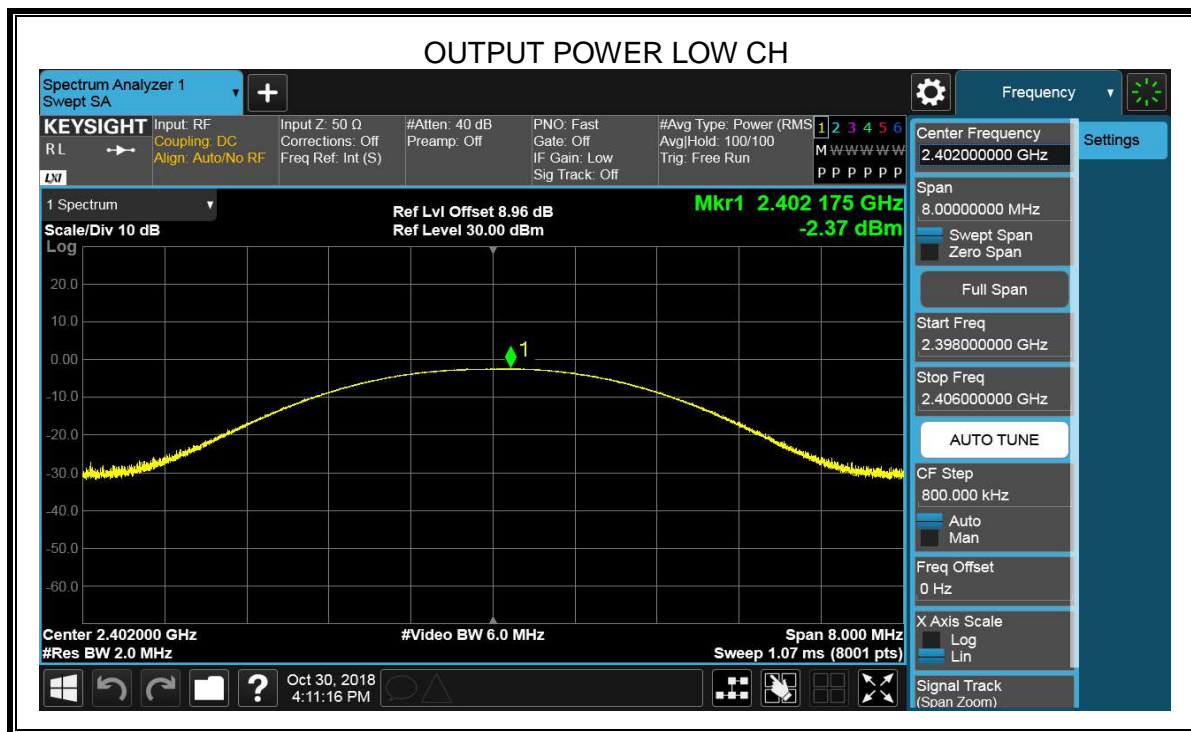 OUTPUT POWER LOW CH
Spectrum Analyzer 1
Swept SA
Frequency
KEYSIGHT
R L
LXI
Input: RF
Coupling: DC
Align: Auto/No RF
Input Z: 50 Ω
Corrections: Off
Freq Ref: Int (S)
#Atten: 40 dB
Preamp: Off
PNO: Fast
Gate: Off
IF Gain: Low
Sig Track: Off
#Avg Type: Power (RMS
Avg|Hold: 100/100
Trig: Free Run
1 2 3 4 5 6
M W W W W W
P P P P P P
1 Spectrum
Scale/Div 10 dB
Log
Ref Lvl Offset 8.96 dB
Ref Level 30.00 dBm
Mkr1 2.402 175 GHz
-2.37 dBm
20.0
10.0
0.00
-10.0
-20.0
-30.0
-40.0
-50.0
-60.0
1
Center 2.402000 GHz
#Res BW 2.0 MHz
#Video BW 6.0 MHz
Span 8.000 MHz
Sweep 1.07 ms (8001 pts)
?
Oct 30, 2018
4:11:16 PM
Center Frequency
2.402000000 GHz
Span
8.00000000 MHz
Swept Span
Zero Span
Full Span
Start Freq
2.398000000 GHz
Stop Freq
2.406000000 GHz
AUTO TUNE
CF Step
800.000 kHz
Auto
Man
Freq Offset
0 Hz
X Axis Scale
Log
Lin
Signal Track
(Span Zoom)
Settings